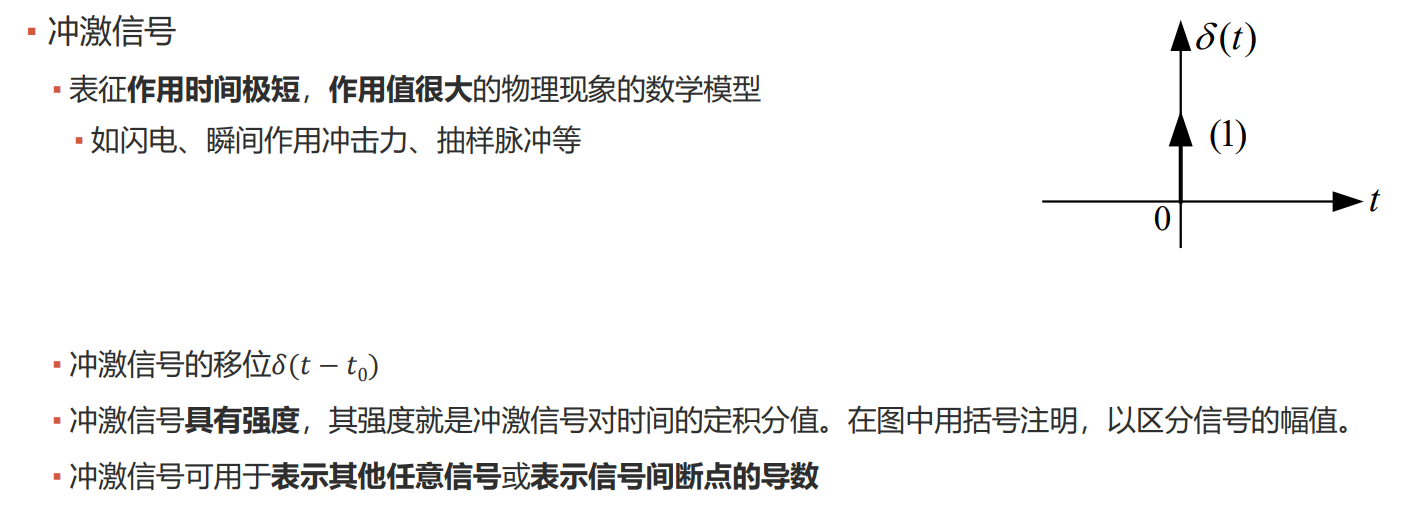 ▪ 冲激信号
▪ 表征作用时间极短，作用值很大的物理现象的数学模型
▪ 如闪电、瞬间作用冲击力、抽样脉冲等
δ(t)
(1)
0
t
▪ 冲激信号的移位δ(t − t₀)
▪ 冲激信号具有强度，其强度就是冲激信号对时间的定积分值。在图中用括号注明，以区分信号的幅值。
▪ 冲激信号可用于表示其他任意信号或表示信号间断点的导数